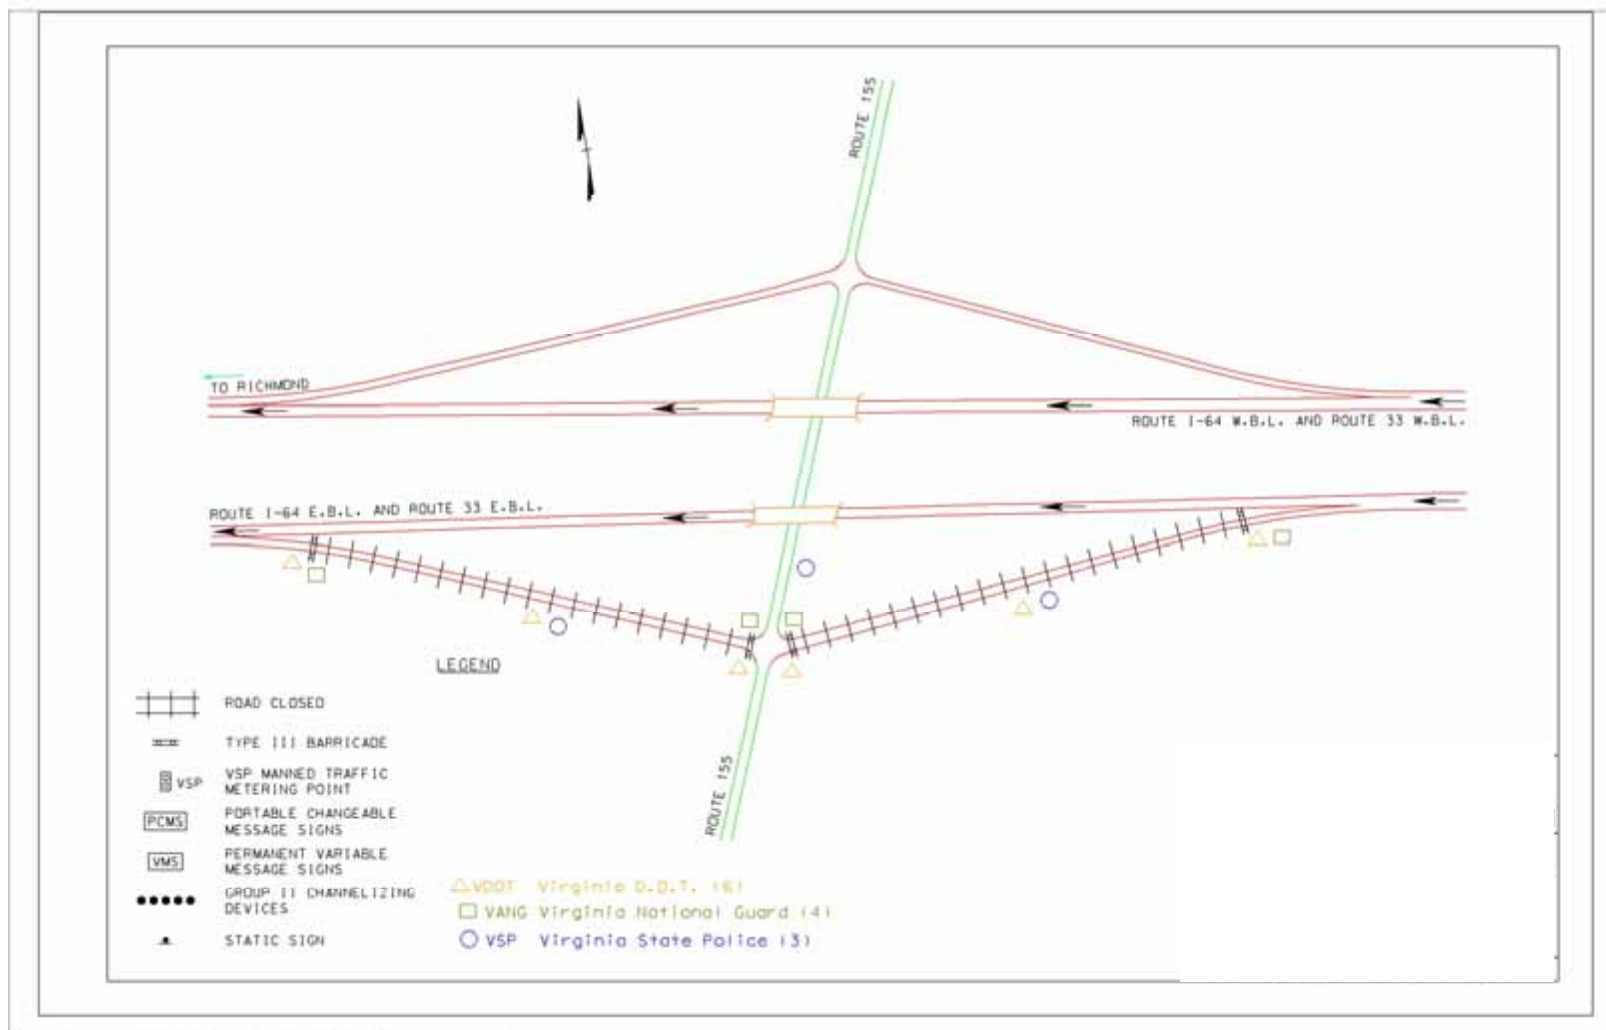 ROUTE 155
TO RICHMOND
ROUTE I-64 W.B.L. AND ROUTE 33 W.B.L.
ROUTE I-64 E.B.L. AND ROUTE 33 E.B.L.
LEGEND
ROAD CLOSED
TYPE III BARRICADE
VSP
VSP MANNED TRAFFIC
METERING POINT
PCMS
PORTABLE CHANGEABLE
MESSAGE SIGNS
VMS
PERMANENT VARIABLE
MESSAGE SIGNS
GROUP II CHANNELIZING
DEVICES
STATIC SIGN
ROUTE 155
VDOT Virginia D.O.T. (6)
VANG Virginia National Guard (4)
VSP Virginia State Police (3)